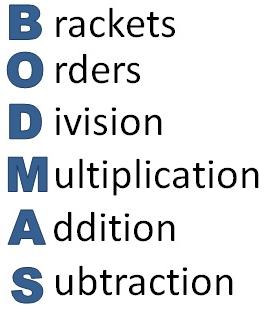 Brackets
Orders
Division
Multiplication
Addition
Subtraction